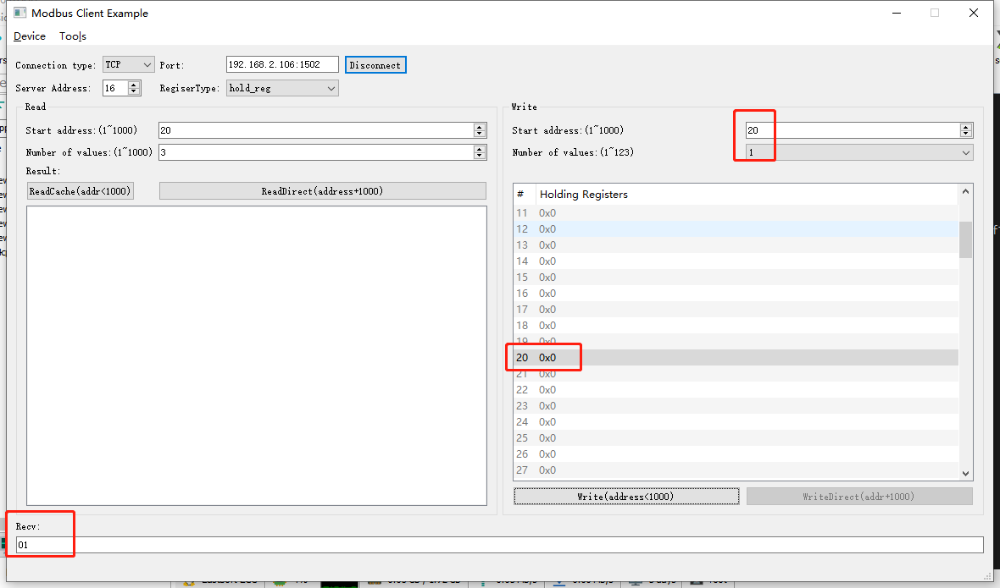 Modbus Client Example
Device Tools
Connection type: TCP Port: 192.168.2.106:1502 Disconnect
Server Address: 16 RegiserType: hold_reg
Read
Start address:(1~1000) 20
Number of values:(1~1000) 3
Result:
ReadCache(addr<1000) ReadDirect(address+1000)
Write
Start address:(1~1000) 20
Number of values:(1~123) 1
# Holding Registers
11 0x0
12 0x0
13 0x0
14 0x0
15 0x0
16 0x0
17 0x0
18 0x0
19 0x0
20 0x0
21 0x0
22 0x0
23 0x0
24 0x0
25 0x0
26 0x0
27 0x0
Write(address<1000) WriteDirect(addr+1000)
Recv:
01